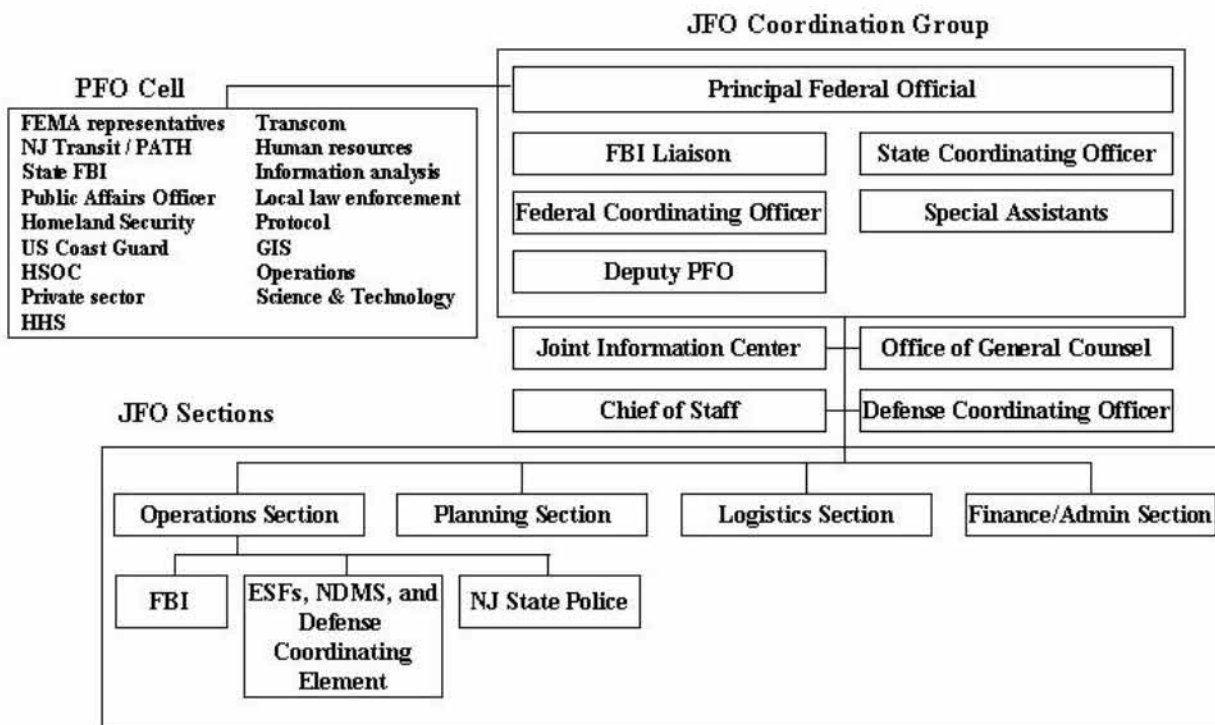 JFO Coordination Group
Principal Federal Official
FBI Liaison
State Coordinating Officer
Federal Coordinating Officer
Special Assistants
Deputy PFO
PFO Cell
FEMA representatives
NJ Transit / PATH
State FBI
Public Affairs Officer
Homeland Security
US Coast Guard
HSOC
Private sector
HHS
Transcom
Human resources
Information analysis
Local law enforcement
Protocol
GIS
Operations
Science & Technology
Joint Information Center
Office of General Counsel
Chief of Staff
Defense Coordinating Officer
JFO Sections
Operations Section
Planning Section
Logistics Section
Finance/Admin Section
FBI
ESFs, NDMS, and
Defense
Coordinating
Element
NJ State Police